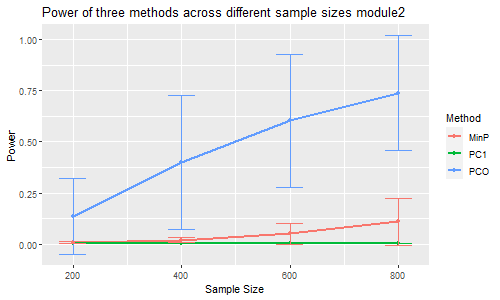 Power of three methods across different sample sizes module2
1.00
0.75
0.50
0.25
0.00
Power
200
400
600
800
Sample Size
Method
MinP
PC1
PCO